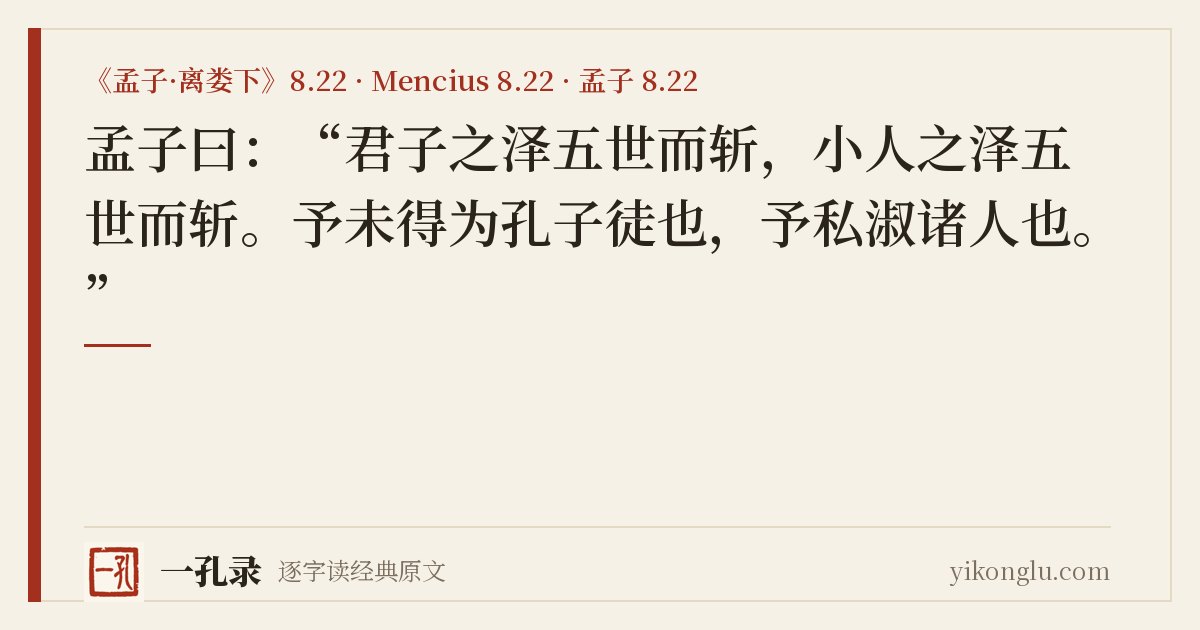 《孟子·离娄下》8.22 · Mencius 8.22 · 孟子 8.22
孟子曰：“君子之泽五世而斩，小人之泽五
世而斩。予未得为孔子徒也，予私淑诸人也。
”
一孔
一孔录 逐字读经典原文 yikonglu.com